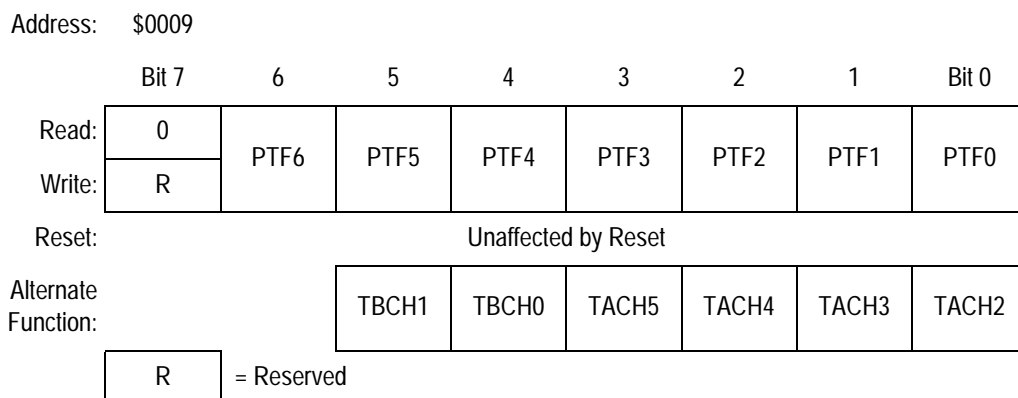 Address: $0009
Bit 7 6 5 4 3 2 1 Bit 0
Read: 0 PTF6 PTF5 PTF4 PTF3 PTF2 PTF1 PTF0
Write: R
Reset: Unaffected by Reset
Alternate
Function: TBCH1 TBCH0 TACH5 TACH4 TACH3 TACH2
R = Reserved